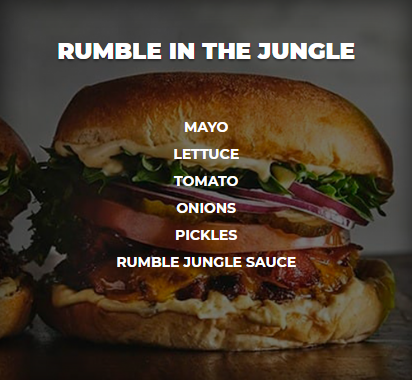 RUMBLE IN THE JUNGLE
MAYO
LETTUCE
TOMATO
ONIONS
PICKLES
RUMBLE JUNGLE SAUCE